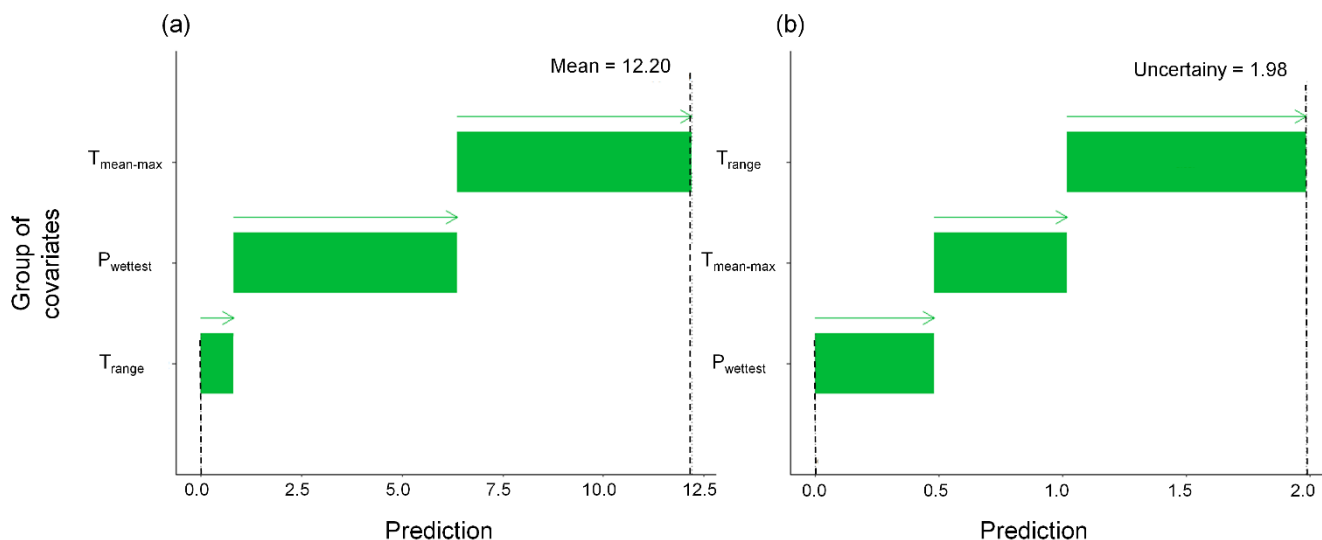 (a)
Mean = 12.20
Group of
covariates
Tmean-max
Pwettest
Trange
0.0 2.5 5.0 7.5 10.0 12.5
Prediction
(b)
Uncertainy = 1.98
Trange
Tmean-max
Pwettest
0.0 0.5 1.0 1.5 2.0
Prediction